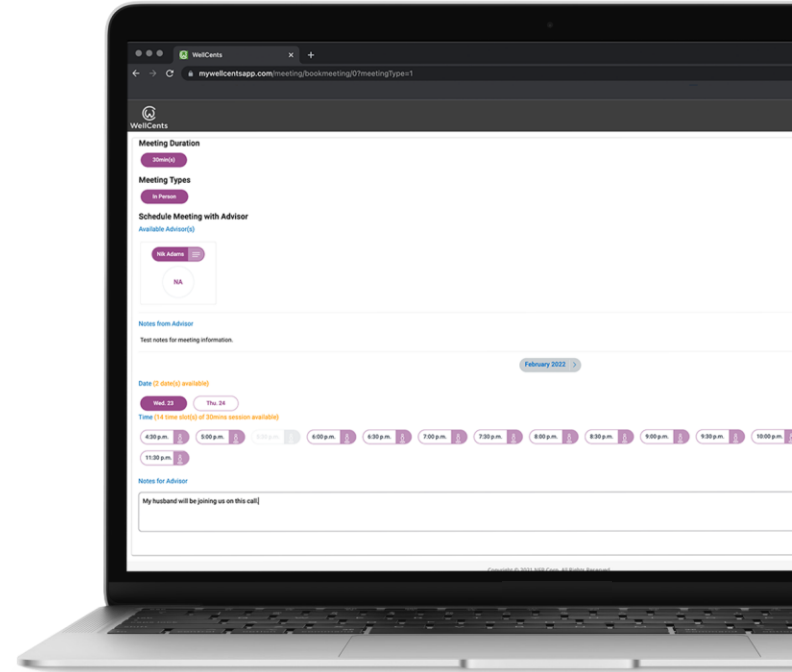 WellCents
mywellcentsapp.com/meeting/bookmeeting/0?meetingType=1
WellCents
Meeting Duration
30min(s)
Meeting Types
In Person
Schedule Meeting with Advisor
Available Advisor(s)
Nik Adams
NA
Notes from Advisor
Test notes for meeting information.
February 2022 >
Date (2 date(s) available)
Wed. 23 Thu. 24
Time (14 time slot(s) of 30mins session available)
4:30 p.m. 5:00 p.m. 6:00 p.m. 6:30 p.m. 7:00 p.m. 7:30 p.m. 8:00 p.m. 8:30 p.m. 9:00 p.m. 9:30 p.m. 10:00 p.m.
11:30 p.m.
Notes for Advisor
My husband will be joining us on this call